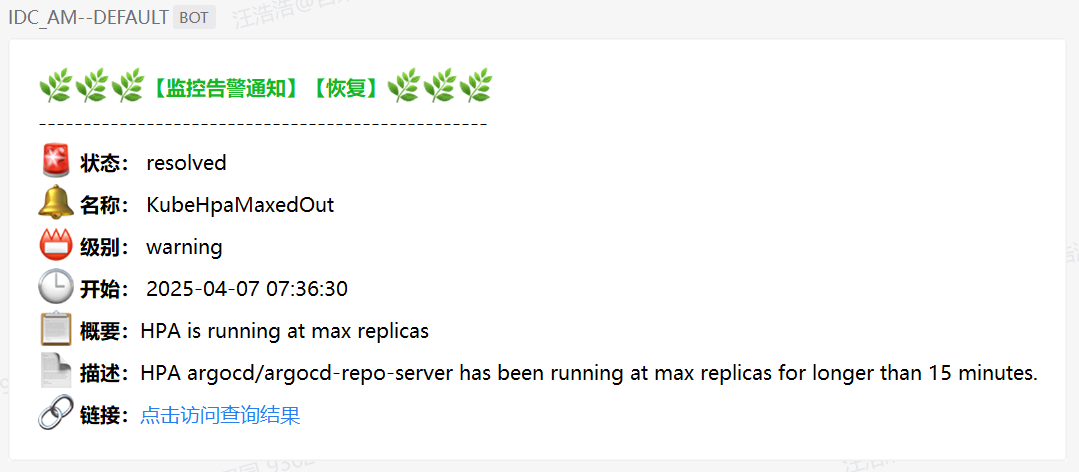 IDC_AM--DEFAULT BOT
【监控告警通知】【恢复】
--------------------------------------------------
状态： resolved
名称： KubeHpaMaxedOut
级别： warning
开始： 2025-04-07 07:36:30
概要：HPA is running at max replicas
描述：HPA argocd/argocd-repo-server has been running at max replicas for longer than 15 minutes.
链接：点击访问查询结果